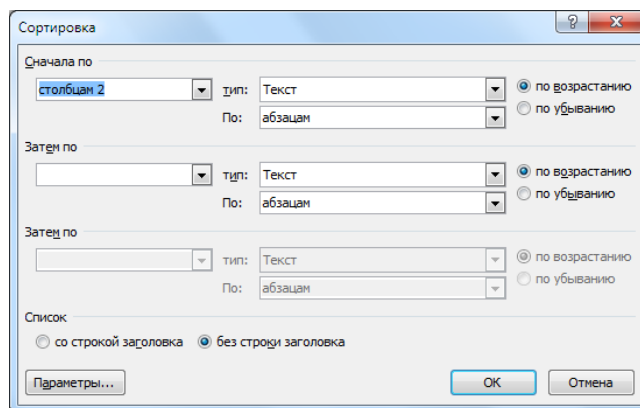 Сортировка
Сначала по
столбцам 2 тип: Текст по возрастанию
По: абзацам по убыванию
Затем по
тип: Текст по возрастанию
По: абзацам по убыванию
Затем по
тип: Текст по возрастанию
По: абзацам по убыванию
Список
со строкой заголовка без строки заголовка
Параметры... ОК Отмена